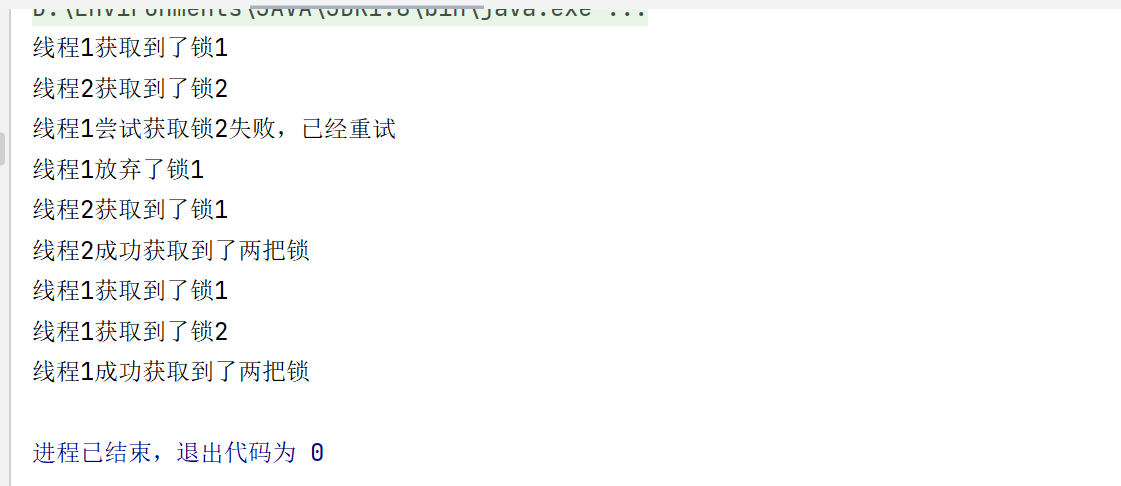 D:\Environments\JAVA\JDK1.8\bin\java.exe ...
线程1获取到了锁1
线程2获取到了锁2
线程1尝试获取锁2失败，已经重试
线程1放弃了锁1
线程2获取到了锁1
线程2成功获取到了两把锁
线程1获取到了锁1
线程1获取到了锁2
线程1成功获取到了两把锁
进程已结束，退出代码为 0